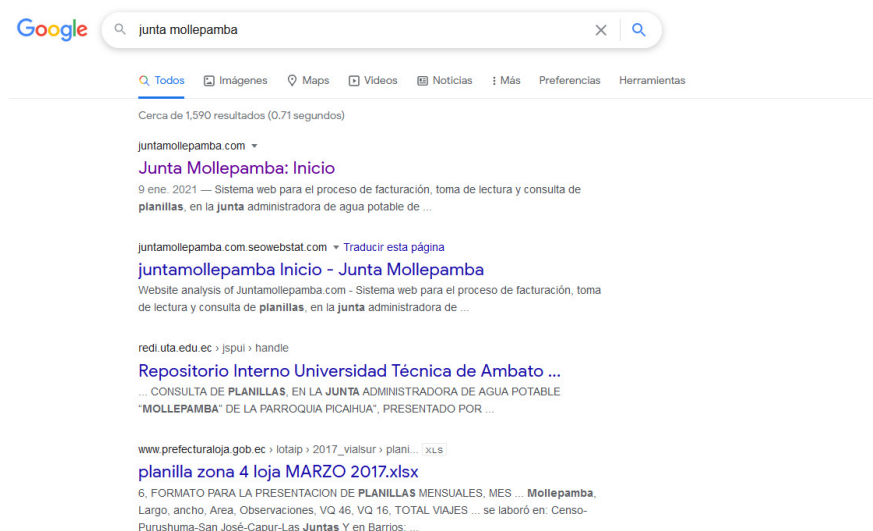 Google
junta mollepamba
Todos Imágenes Maps Videos Noticias Más Preferencias Herramientas
Cerca de 1,590 resultados (0.71 segundos)
juntamollepamba.com
Junta Mollepamba: Inicio
9 ene. 2021 — Sistema web para el proceso de facturación, toma de lectura y consulta de
planillas, en la junta administradora de agua potable de ...
juntamollepamba.com.seowebstat.com Traducir esta página
juntamollepamba Inicio - Junta Mollepamba
Website analysis of Juntamollepamba.com - Sistema web para el proceso de facturación, toma
de lectura y consulta de planillas, en la junta administradora de ...
redi.uta.edu.ec › jspui › handle
Repositorio Interno Universidad Técnica de Ambato ...
... CONSULTA DE PLANILLAS, EN LA JUNTA ADMINISTRADORA DE AGUA POTABLE
“MOLLEPAMBA” DE LA PARROQUIA PICAIHUA”, PRESENTADO POR ...
www.prefecturaloja.gob.ec › lotaip › 2017_vialsur › plani... XLS
planilla zona 4 loja MARZO 2017.xlsx
6, FORMATO PARA LA PRESENTACION DE PLANILLAS MENSUALES, MES ... Mollepamba,
Largo, ancho, Area, Observaciones, VQ 46, VQ 16, TOTAL VIAJES ... se laboró en: Censo-
Purushuma-San José-Capur-Las Juntas Y en Barrios: ...